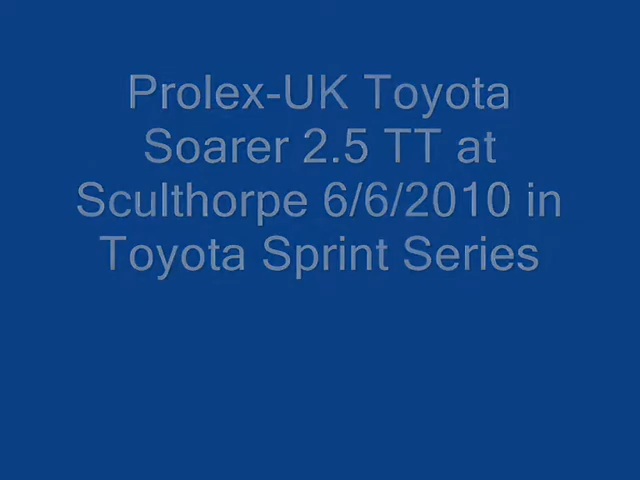 Prolex-UK Toyota
Soarer 2.5 TT at
Sculthorpe 6/6/2010 in
Toyota Sprint Series